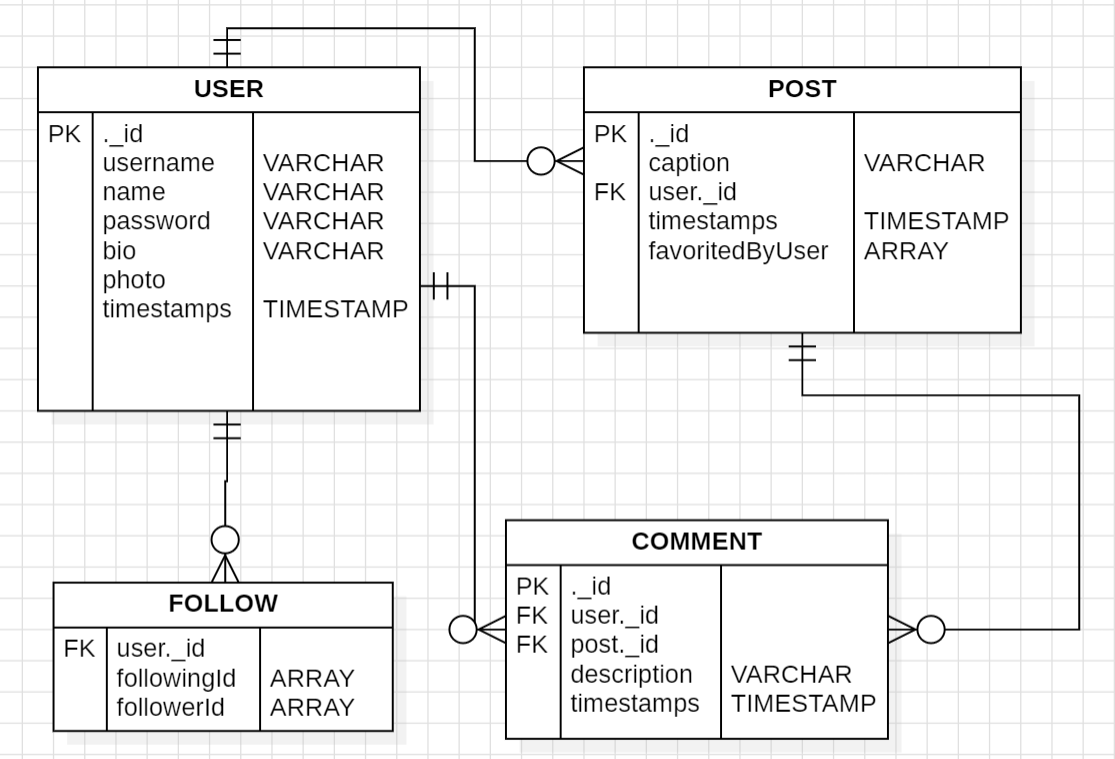 USER
PK ._id
username VARCHAR
name VARCHAR
password VARCHAR
bio VARCHAR
photo
timestamps TIMESTAMP
POST
PK ._id
caption VARCHAR
FK user._id
timestamps TIMESTAMP
favoritedByUser ARRAY
FOLLOW
FK user._id
followingId ARRAY
followerId ARRAY
COMMENT
PK ._id
FK user._id
FK post._id
description VARCHAR
timestamps TIMESTAMP